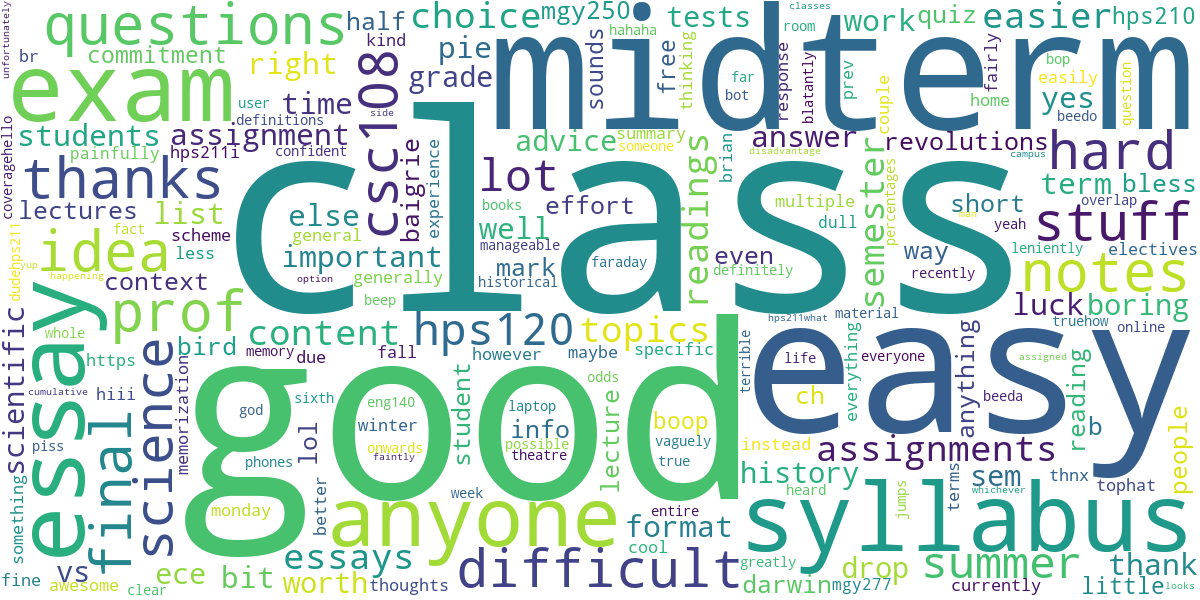 unfortunately
questions
half
choice
mgy250
tests
room
prev
classes
work
quiz
easier
hps210
br
commitment
hahaha
kind
pie
sounds
free
thinking
far
bot
response
blatantly
fairly
bop
easily
home
question
exam
right
csc108
grade
midterm
user
time
yes
beedo
side
definitions
students
assignment
advice
summary
someone
answer
couple
revolutions
hard
painfully
hps211i
confident
brian
disadvantage
campus
coveragehello
thanks
baigrie
experience
lot
readings
term
bless
lectures
list
else
books
effort
multiple
dull
semester
percentages
short
overlap
fact
scheme
general
well
manageable
way
yeah
stuff
dudehps211
yup
idea
less
important
class
faraday
even
man
leniently
electives
happening
context
option
generally
beep
mark
historical
definitely
recently
notes
scientific
prof
content
hps120
topics
hps211what
material
luck
boring
truehow
online
whole
essay
https
bird
memory
due
fall
however
maybe
specific
terrible
life
everyone
easy
anything
assigned
reading
cumulative
hiii
science
memorization
sixth
eng140
student
laptop
odds
everything
ch
beeda
god
winter
info
possible
boop
b
people
piss
final
lol
good
onwards
faintly
theatre
lecture
vaguely
true
instead
assignments
something
phones
better
week
entire
history
heard
jumps
terms
sem
whichever
thnx
tophat
monday
anyone
format
syllabus
vs
essays
difficult
cool
greatly
summer
thank
fine
ece
bit
worth
thoughts
darwin
drop
mgy277
currently
little
looks
awesome
clear